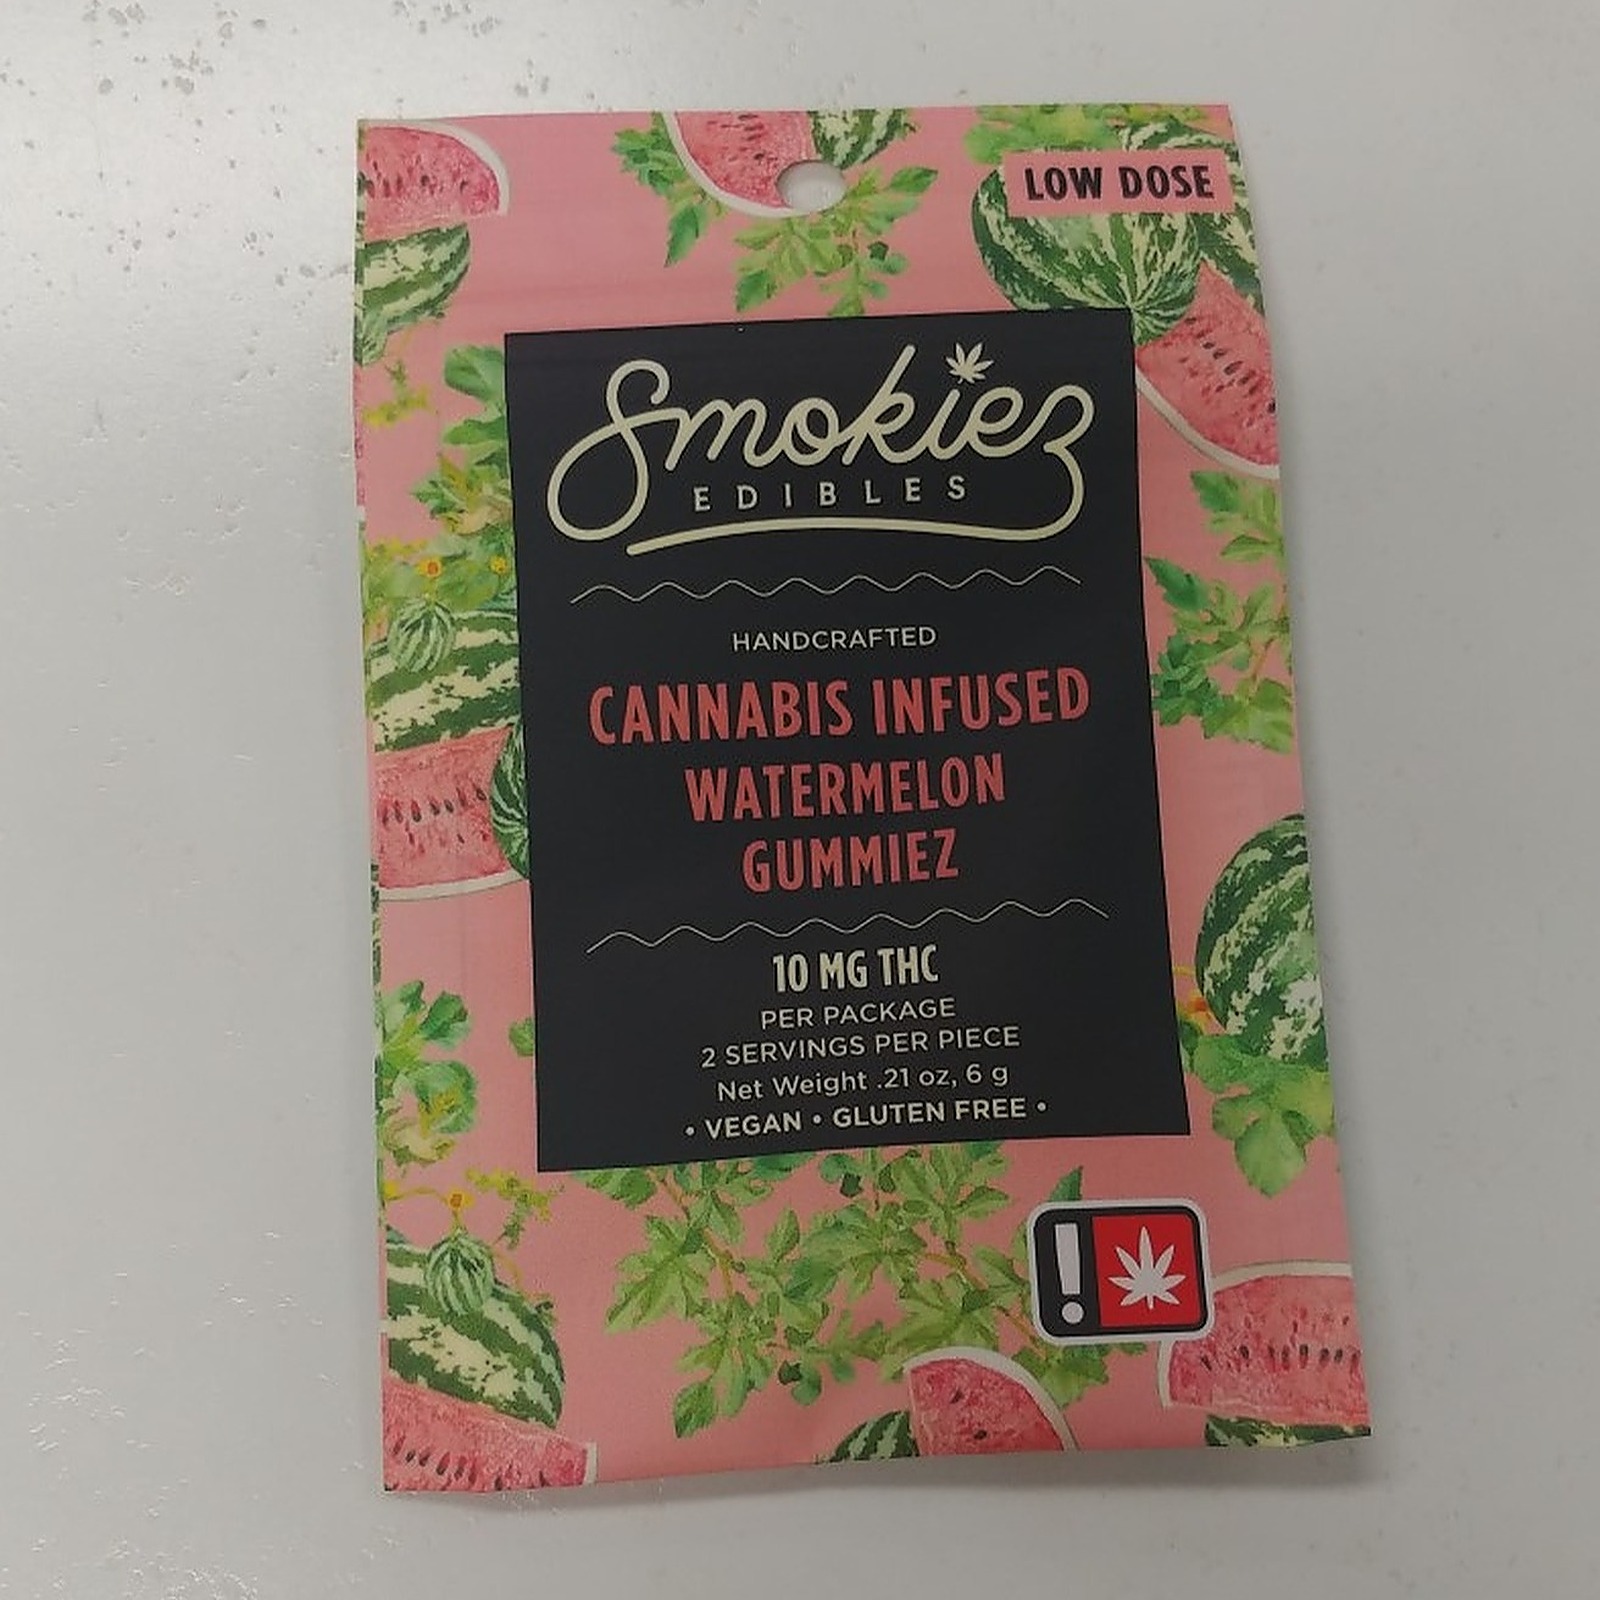 LOW DOSE
Smokiez
EDIBLES
HANDCRAFTED
CANNABIS INFUSED
WATERMELON
GUMMIEZ
10 MG THC
PER PACKAGE
2 SERVINGS PER PIECE
Net Weight .21 oz, 6 g
• VEGAN • GLUTEN FREE •
!